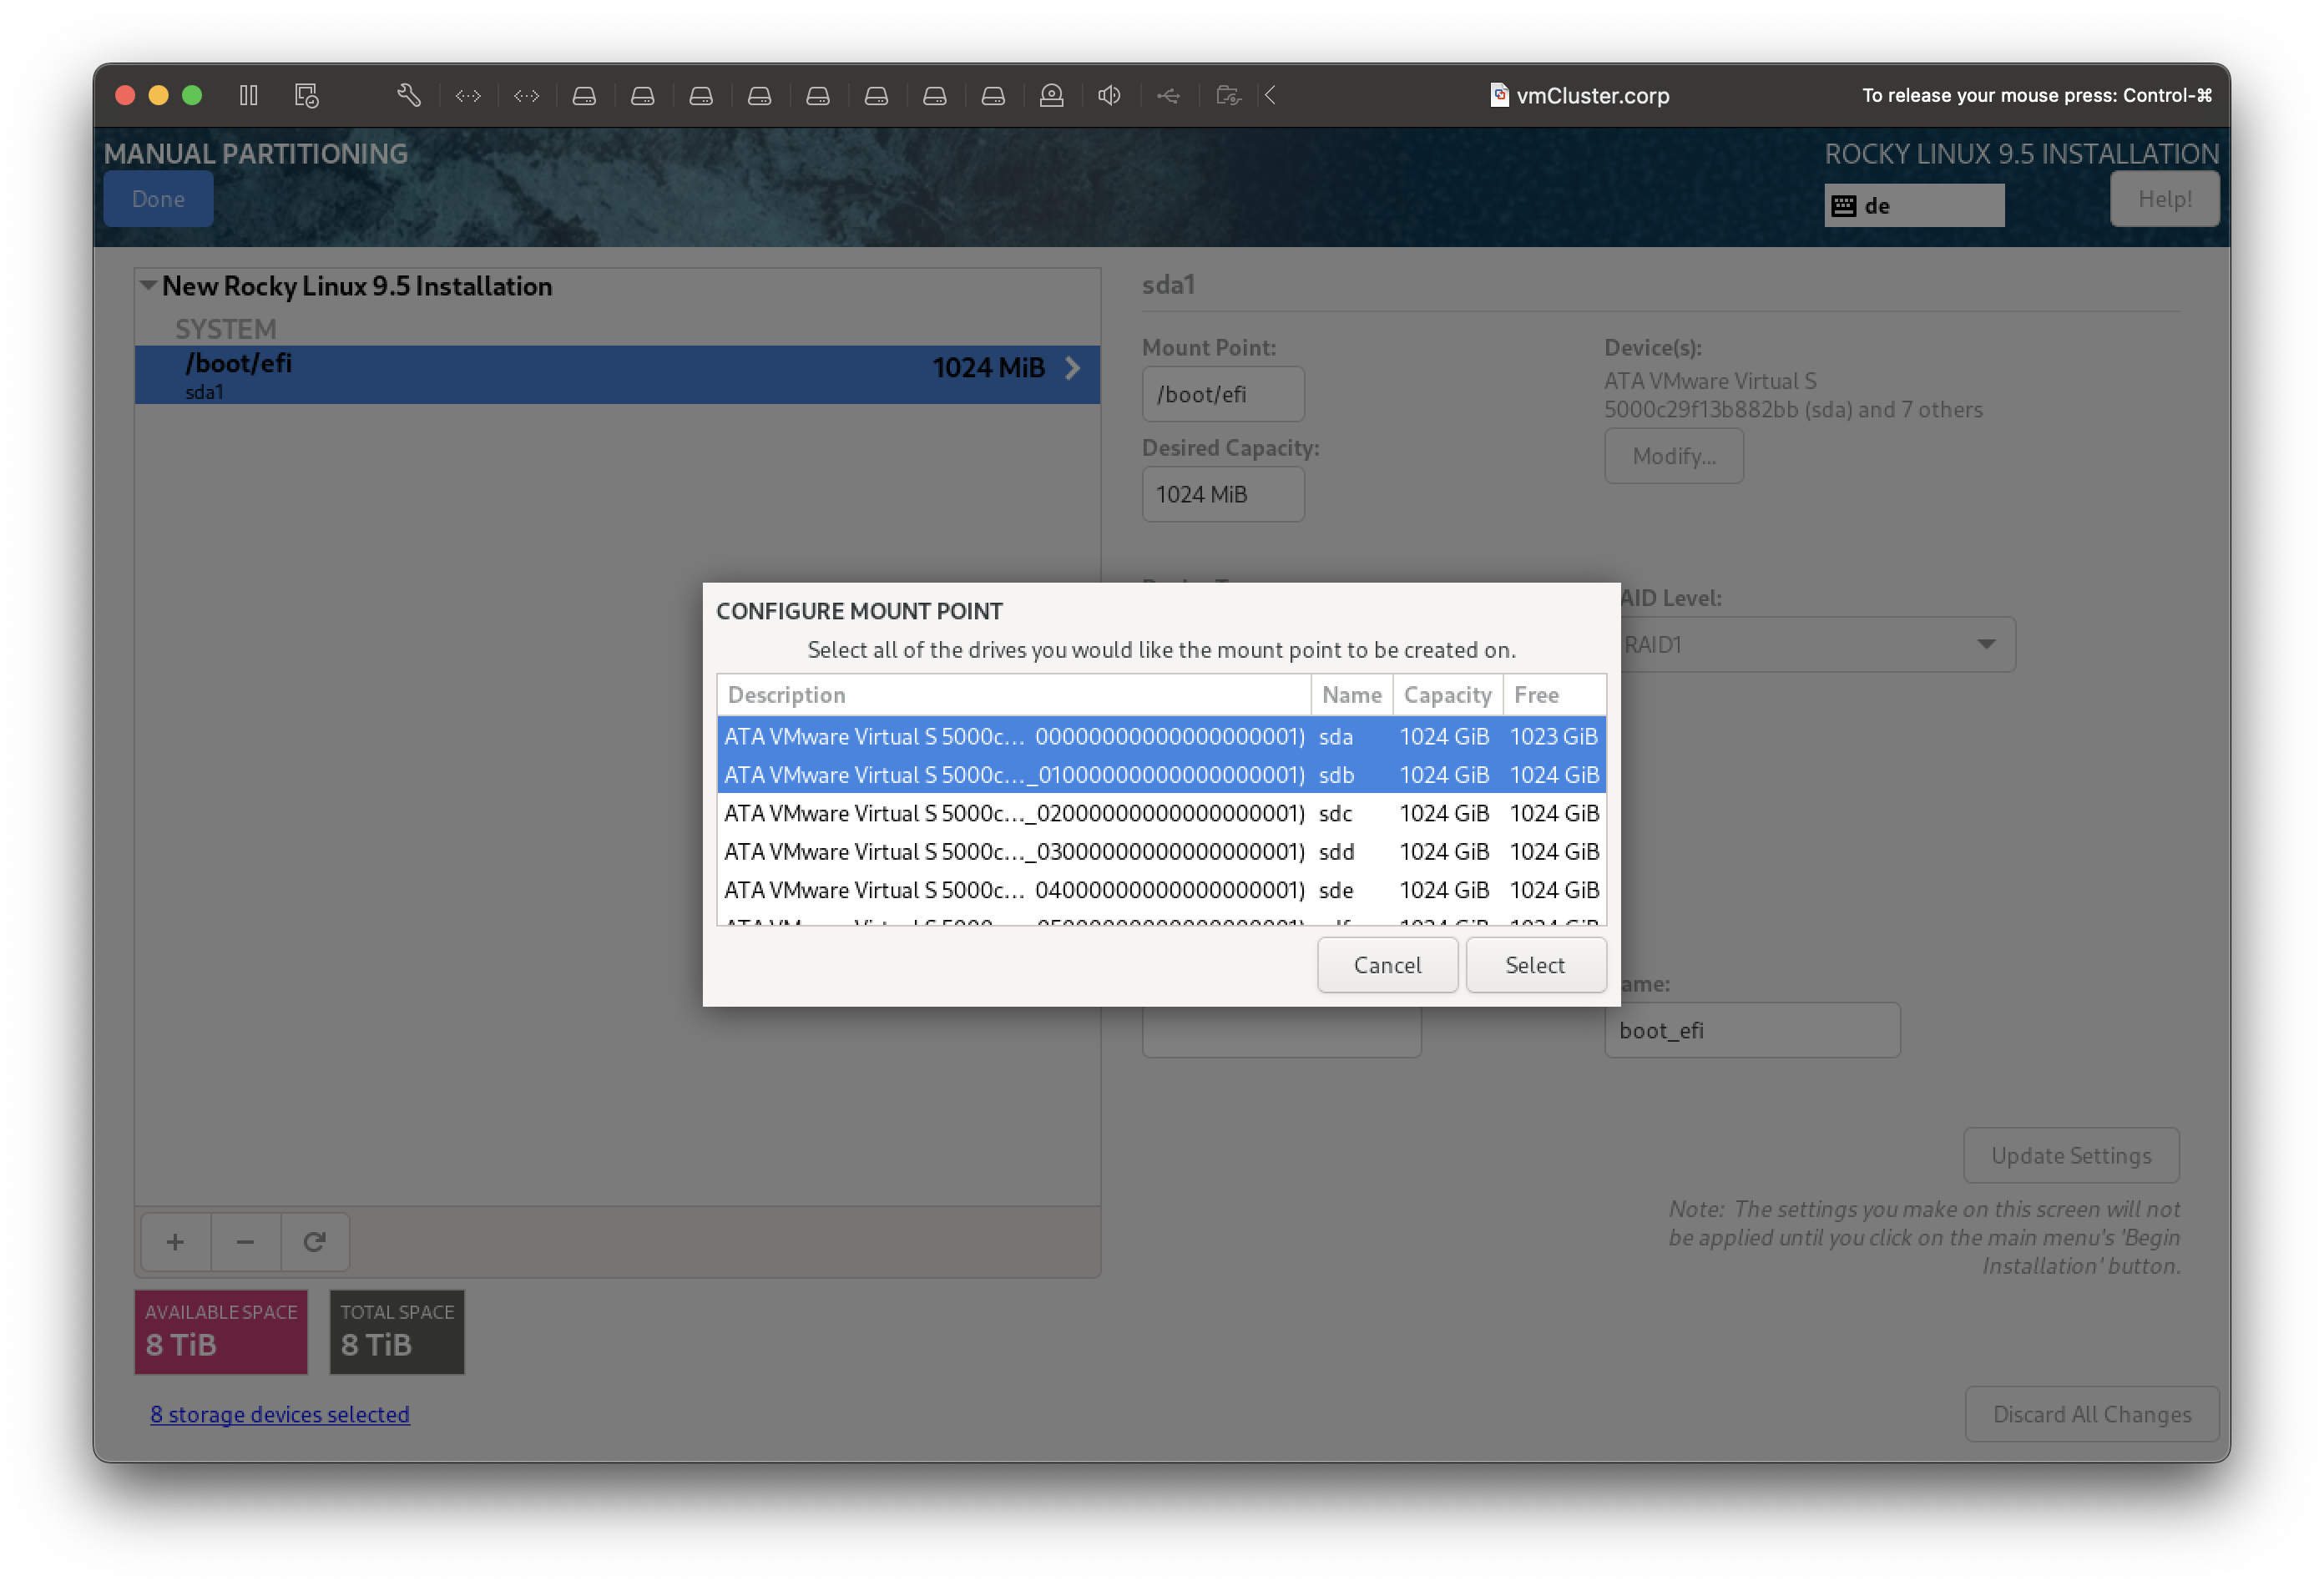 vmCluster.corp
To release your mouse press: Control-⌘
MANUAL PARTITIONING
ROCKY LINUX 9.5 INSTALLATION
Done
de
Help!
New Rocky Linux 9.5 Installation
SYSTEM
/boot/efi
1024 MiB
sda1
sda1
Mount Point:
/boot/efi
Desired Capacity:
1024 MiB
Device(s):
ATA VMware Virtual S
5000c29f13b882bb (sda) and 7 others
Modify...
AID Level:
RAID1
CONFIGURE MOUNT POINT
Select all of the drives you would like the mount point to be created on.
Description Name Capacity Free
ATA VMware Virtual S 5000c... 00000000000000000001) sda 1024 GiB 1023 GiB
ATA VMware Virtual S 5000c..._01000000000000000001) sdb 1024 GiB 1024 GiB
ATA VMware Virtual S 5000c..._02000000000000000001) sdc 1024 GiB 1024 GiB
ATA VMware Virtual S 5000c..._03000000000000000001) sdd 1024 GiB 1024 GiB
ATA VMware Virtual S 5000c... 04000000000000000001) sde 1024 GiB 1024 GiB
Cancel
Select
ame:
boot_efi
Update Settings
Note: The settings you make on this screen will not
be applied until you click on the main menu's 'Begin
Installation' button.
AVAILABLE SPACE
8 TiB
TOTAL SPACE
8 TiB
8 storage devices selected
Discard All Changes